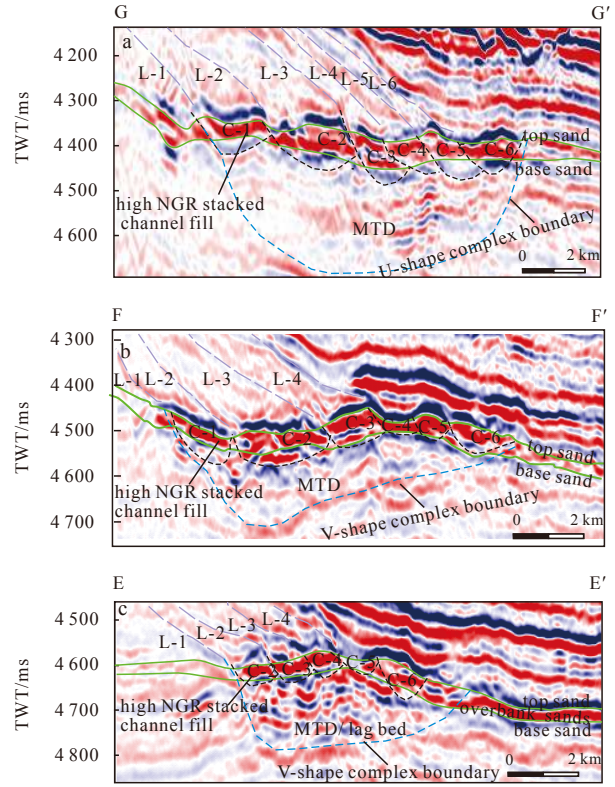 G G′
a
4 200
4 300
4 400
4 500
4 600
TWT/ms
L-1
L-2
L-3
L-4
L-5
L-6
C-1
C-2
C-3
C-4
C-5
C-6
top sand
base sand
high NGR stacked
channel fill
MTD
U-shape complex boundary
0 2 km
F F′
b
4 300
4 400
4 500
4 600
4 700
TWT/ms
L-1
L-2
L-3
L-4
C-1
C-2
C-3
C-4
C-5
C-6
top sand
base sand
high NGR stacked
channel fill
MTD
V-shape complex boundary
0 2 km
E E′
c
4 500
4 600
4 700
4 800
TWT/ms
L-1
L-2
L-3
L-4
C-2
C-3
C-4
C-6
top sand
overbank sands
base sand
high NGR stacked
channel fill
MTD/ lag bed
V-shape complex boundary
0 2 km